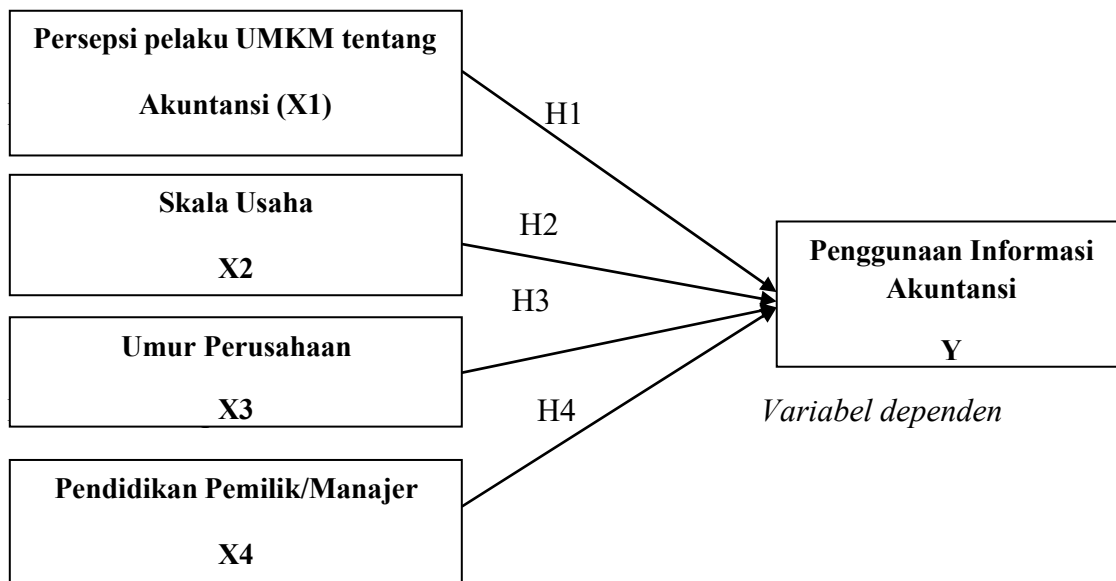 Persepsi pelaku UMKM tentang
Akuntansi (X1)
H1
Skala Usaha
X2
H2
Penggunaan Informasi
Akuntansi
Y
H3
Umur Perusahaan
X3
H4
Variabel dependen
Pendidikan Pemilik/Manajer
X4